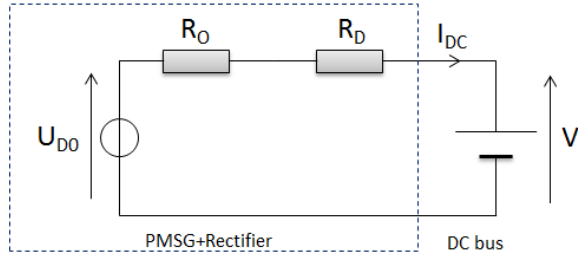 R_O R_D I_DC
U_D0 V
PMSG+Rectifier DC bus